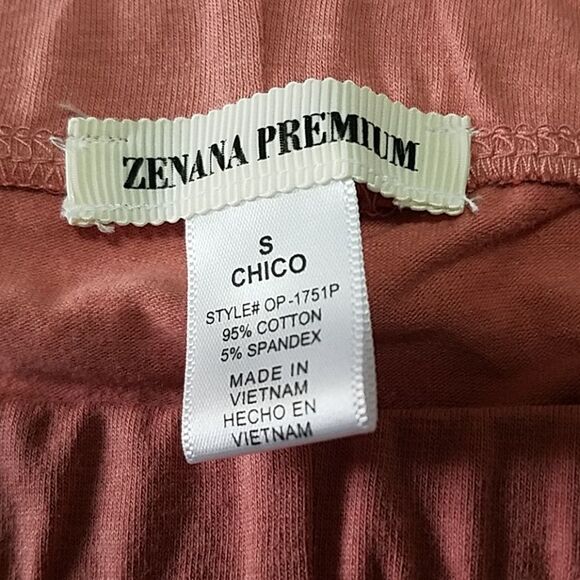 ZENANA PREMIUM
S
CHICO
STYLE# OP-1751P
95% COTTON
5% SPANDEX
MADE IN
VIETNAM
HECHO EN
VIETNAM